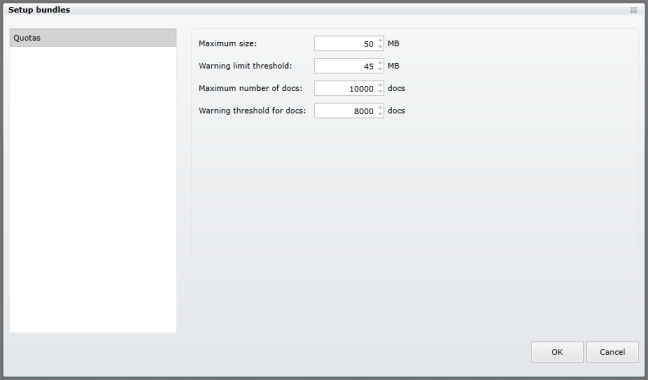 Setup bundles
Quotas
Maximum size: 50 MB
Warning limit threshold: 45 MB
Maximum number of docs: 10000 docs
Warning threshold for docs: 8000 docs
OK Cancel